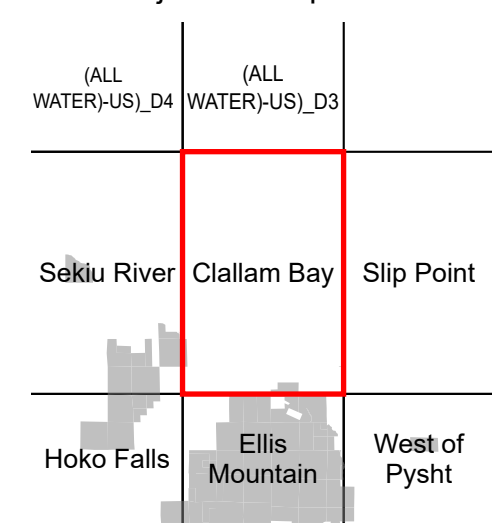 (ALL
WATER)-US)_D4
(ALL
WATER)-US)_D3
Sekiu River
Clallam Bay
Slip Point
Hoko Falls
Ellis
Mountain
West of
Pysht